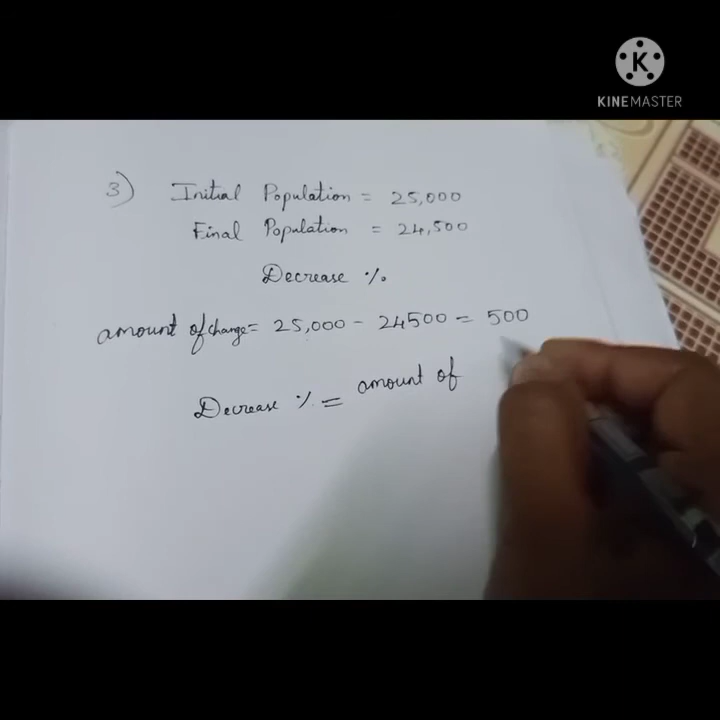 KINEMASTER
3) Initial Population = 25,000
Final Population = 24,500
Decrease %
amount of change = 25,000 - 24500 = 500
Decrease % = amount of